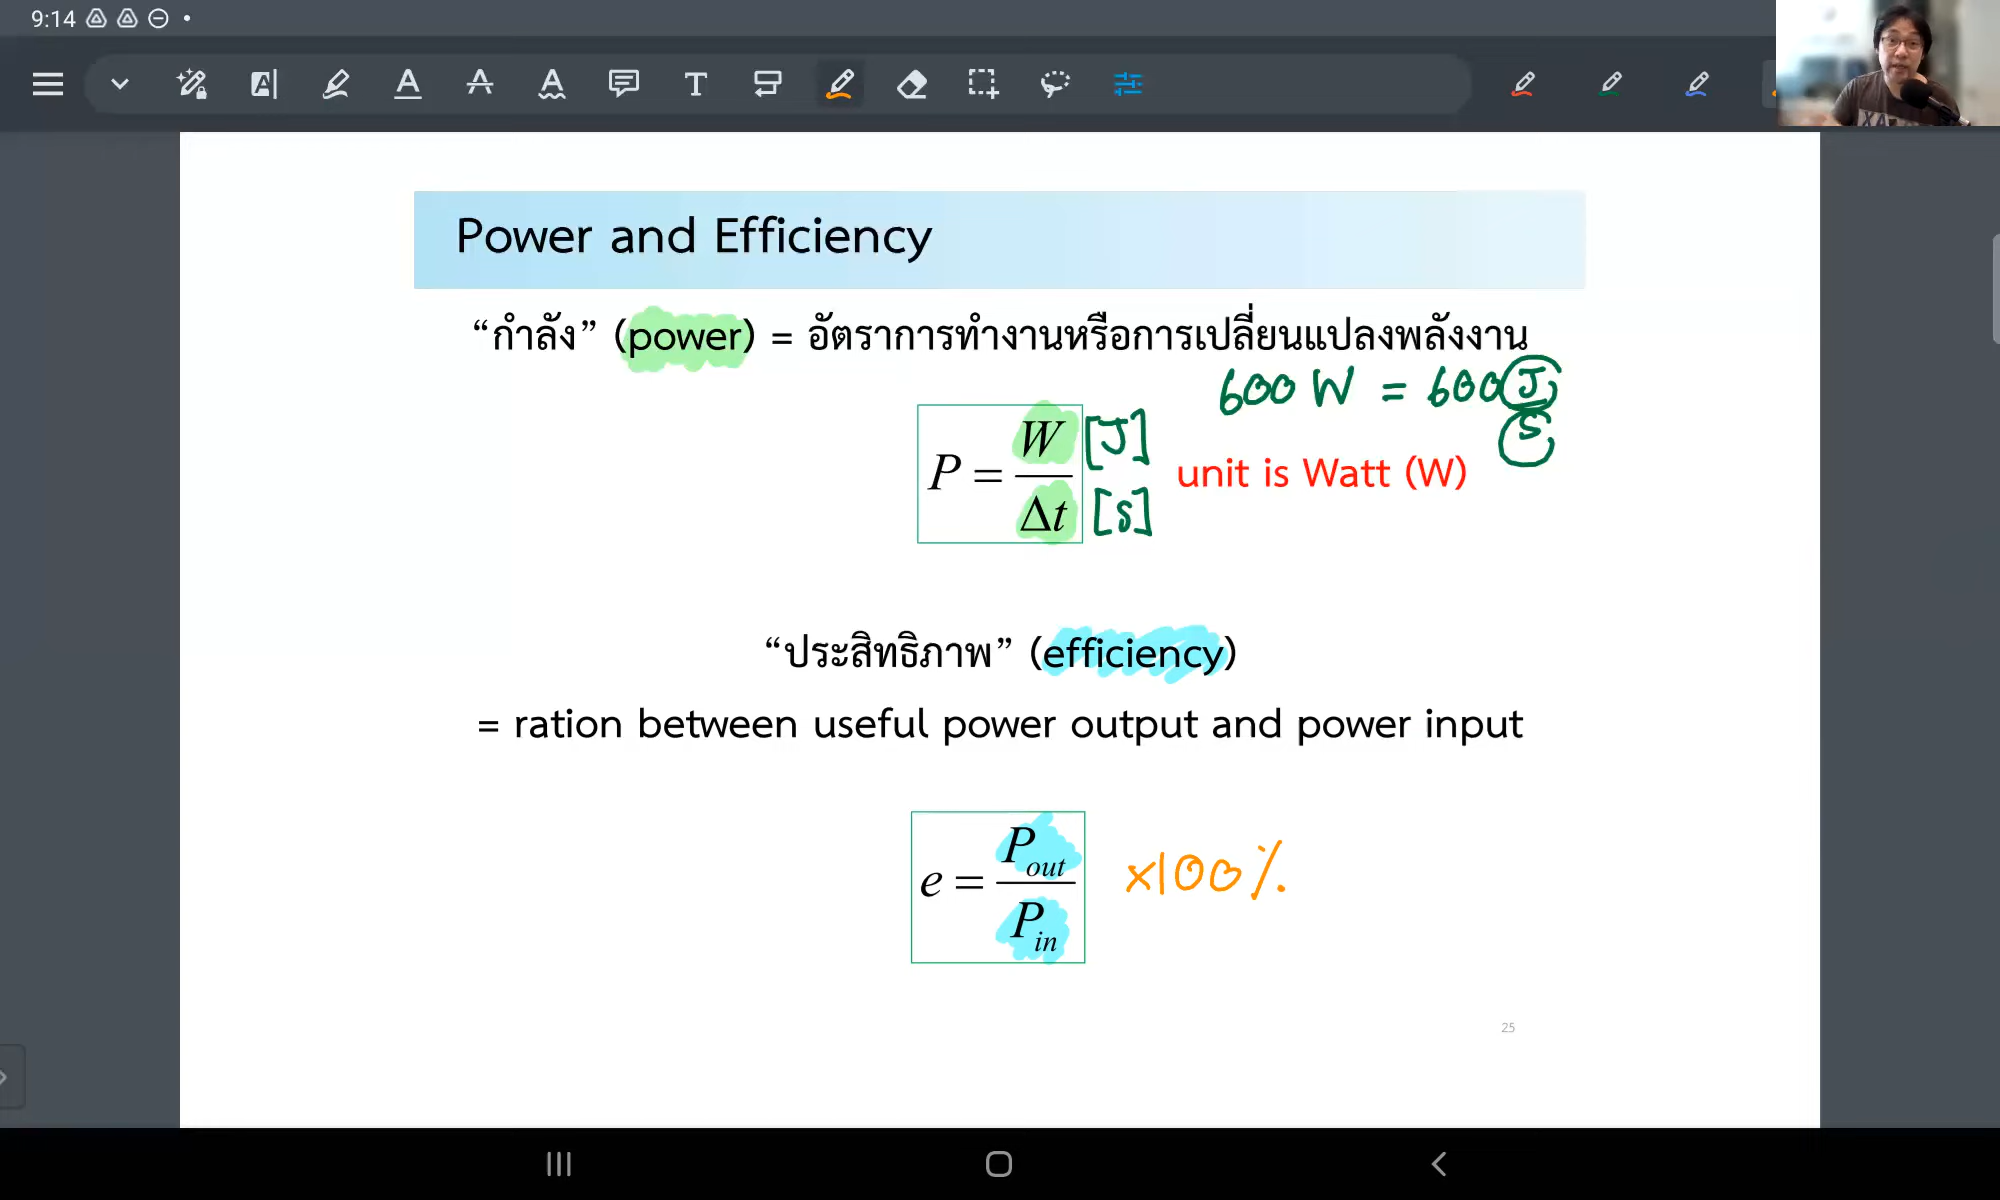 9:14
Power and Efficiency
“กำลัง” (power) = อัตราการทำงานหรือการเปลี่ยนแปลงพลังงาน
600 W = 600 J/s
P = W/Δt [J] [s] unit is Watt (W)
“ประสิทธิภาพ” (efficiency)
= ration between useful power output and power input
e = Pout/Pin ×100%
25